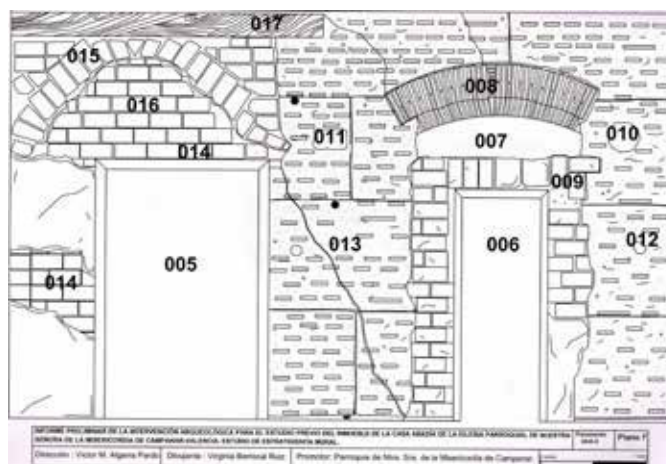 017
015
008
016
011
010
007
014
009
013
012
005
006
014
INFORME PRELIMINAR DE LA INTERVENCIÓN ARQUEOLÓGICA PARA EL ESTUDIO PREVIO DEL INMUEBLE DE LA CASA ABADÍA DE LA IGLESIA PARROQUIAL DE NUESTRA
SEÑORA DE LA MISERICORDIA DE CAMPANAR-VALENCIA. ESTUDIO DE ESTRATIGRAFÍA MURAL.
Plano 1
Dirección : Víctor M. Algarra Pardo
Dibujante : Virginia Berrocal Ruiz
Promotor: Parroquia de Ntra. Sra. de la Misericordia de Campanar